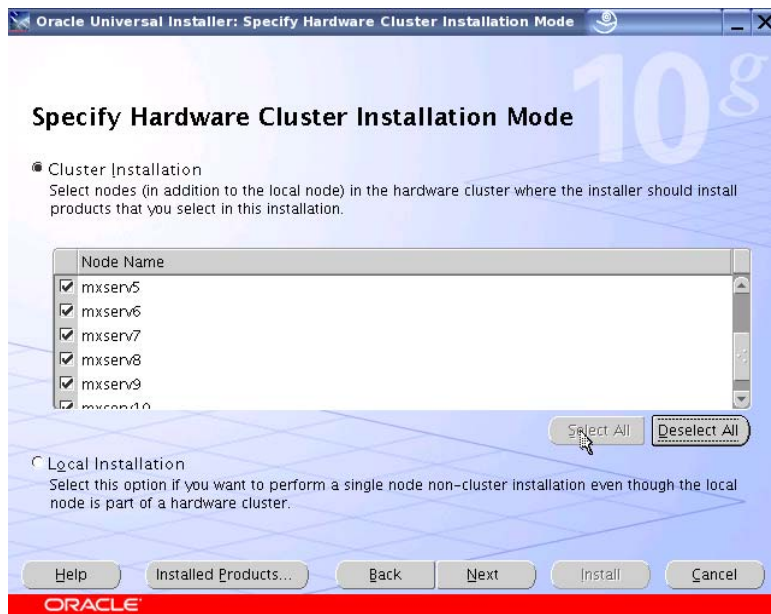 Oracle Universal Installer: Specify Hardware Cluster Installation Mode
10g
Specify Hardware Cluster Installation Mode
Cluster Installation
Select nodes (in addition to the local node) in the hardware cluster where the installer should install
products that you select in this installation.
Node Name
mxserv5
mxserv6
mxserv7
mxserv8
mxserv9
mxserv10
Select All Deselect All
Local Installation
Select this option if you want to perform a single node non-cluster installation even though the local
node is part of a hardware cluster.
Help Installed Products... Back Next Install Cancel
ORACLE